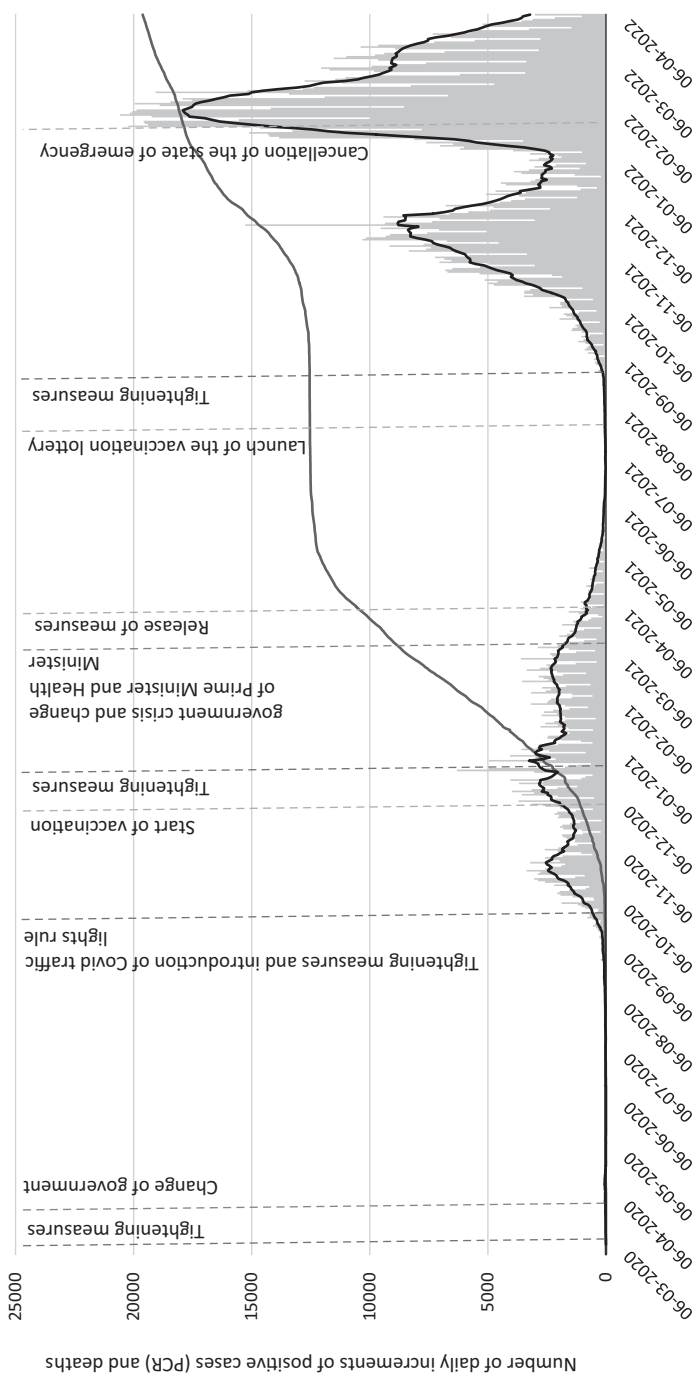 Number of daily increments of positive cases (PCR) and deaths
25000
20000
15000
10000
5000
0
Tightening measures
Change of government
Tightening measures and introduction of Covid traffic
lights rule
Start of vaccination
Tightening measures
government crisis and change
of Prime Minister and Health
Minister
Release of measures
Launch of the vaccination lottery
Tightening measures
Cancellation of the state of emergency
06-03-2020
06-04-2020
06-05-2020
06-06-2020
06-07-2020
06-08-2020
06-09-2020
06-10-2020
06-11-2020
06-12-2020
06-01-2021
06-02-2021
06-03-2021
06-04-2021
06-05-2021
06-06-2021
06-07-2021
06-08-2021
06-09-2021
06-10-2021
06-11-2021
06-12-2021
06-01-2022
06-02-2022
06-03-2022
06-04-2022